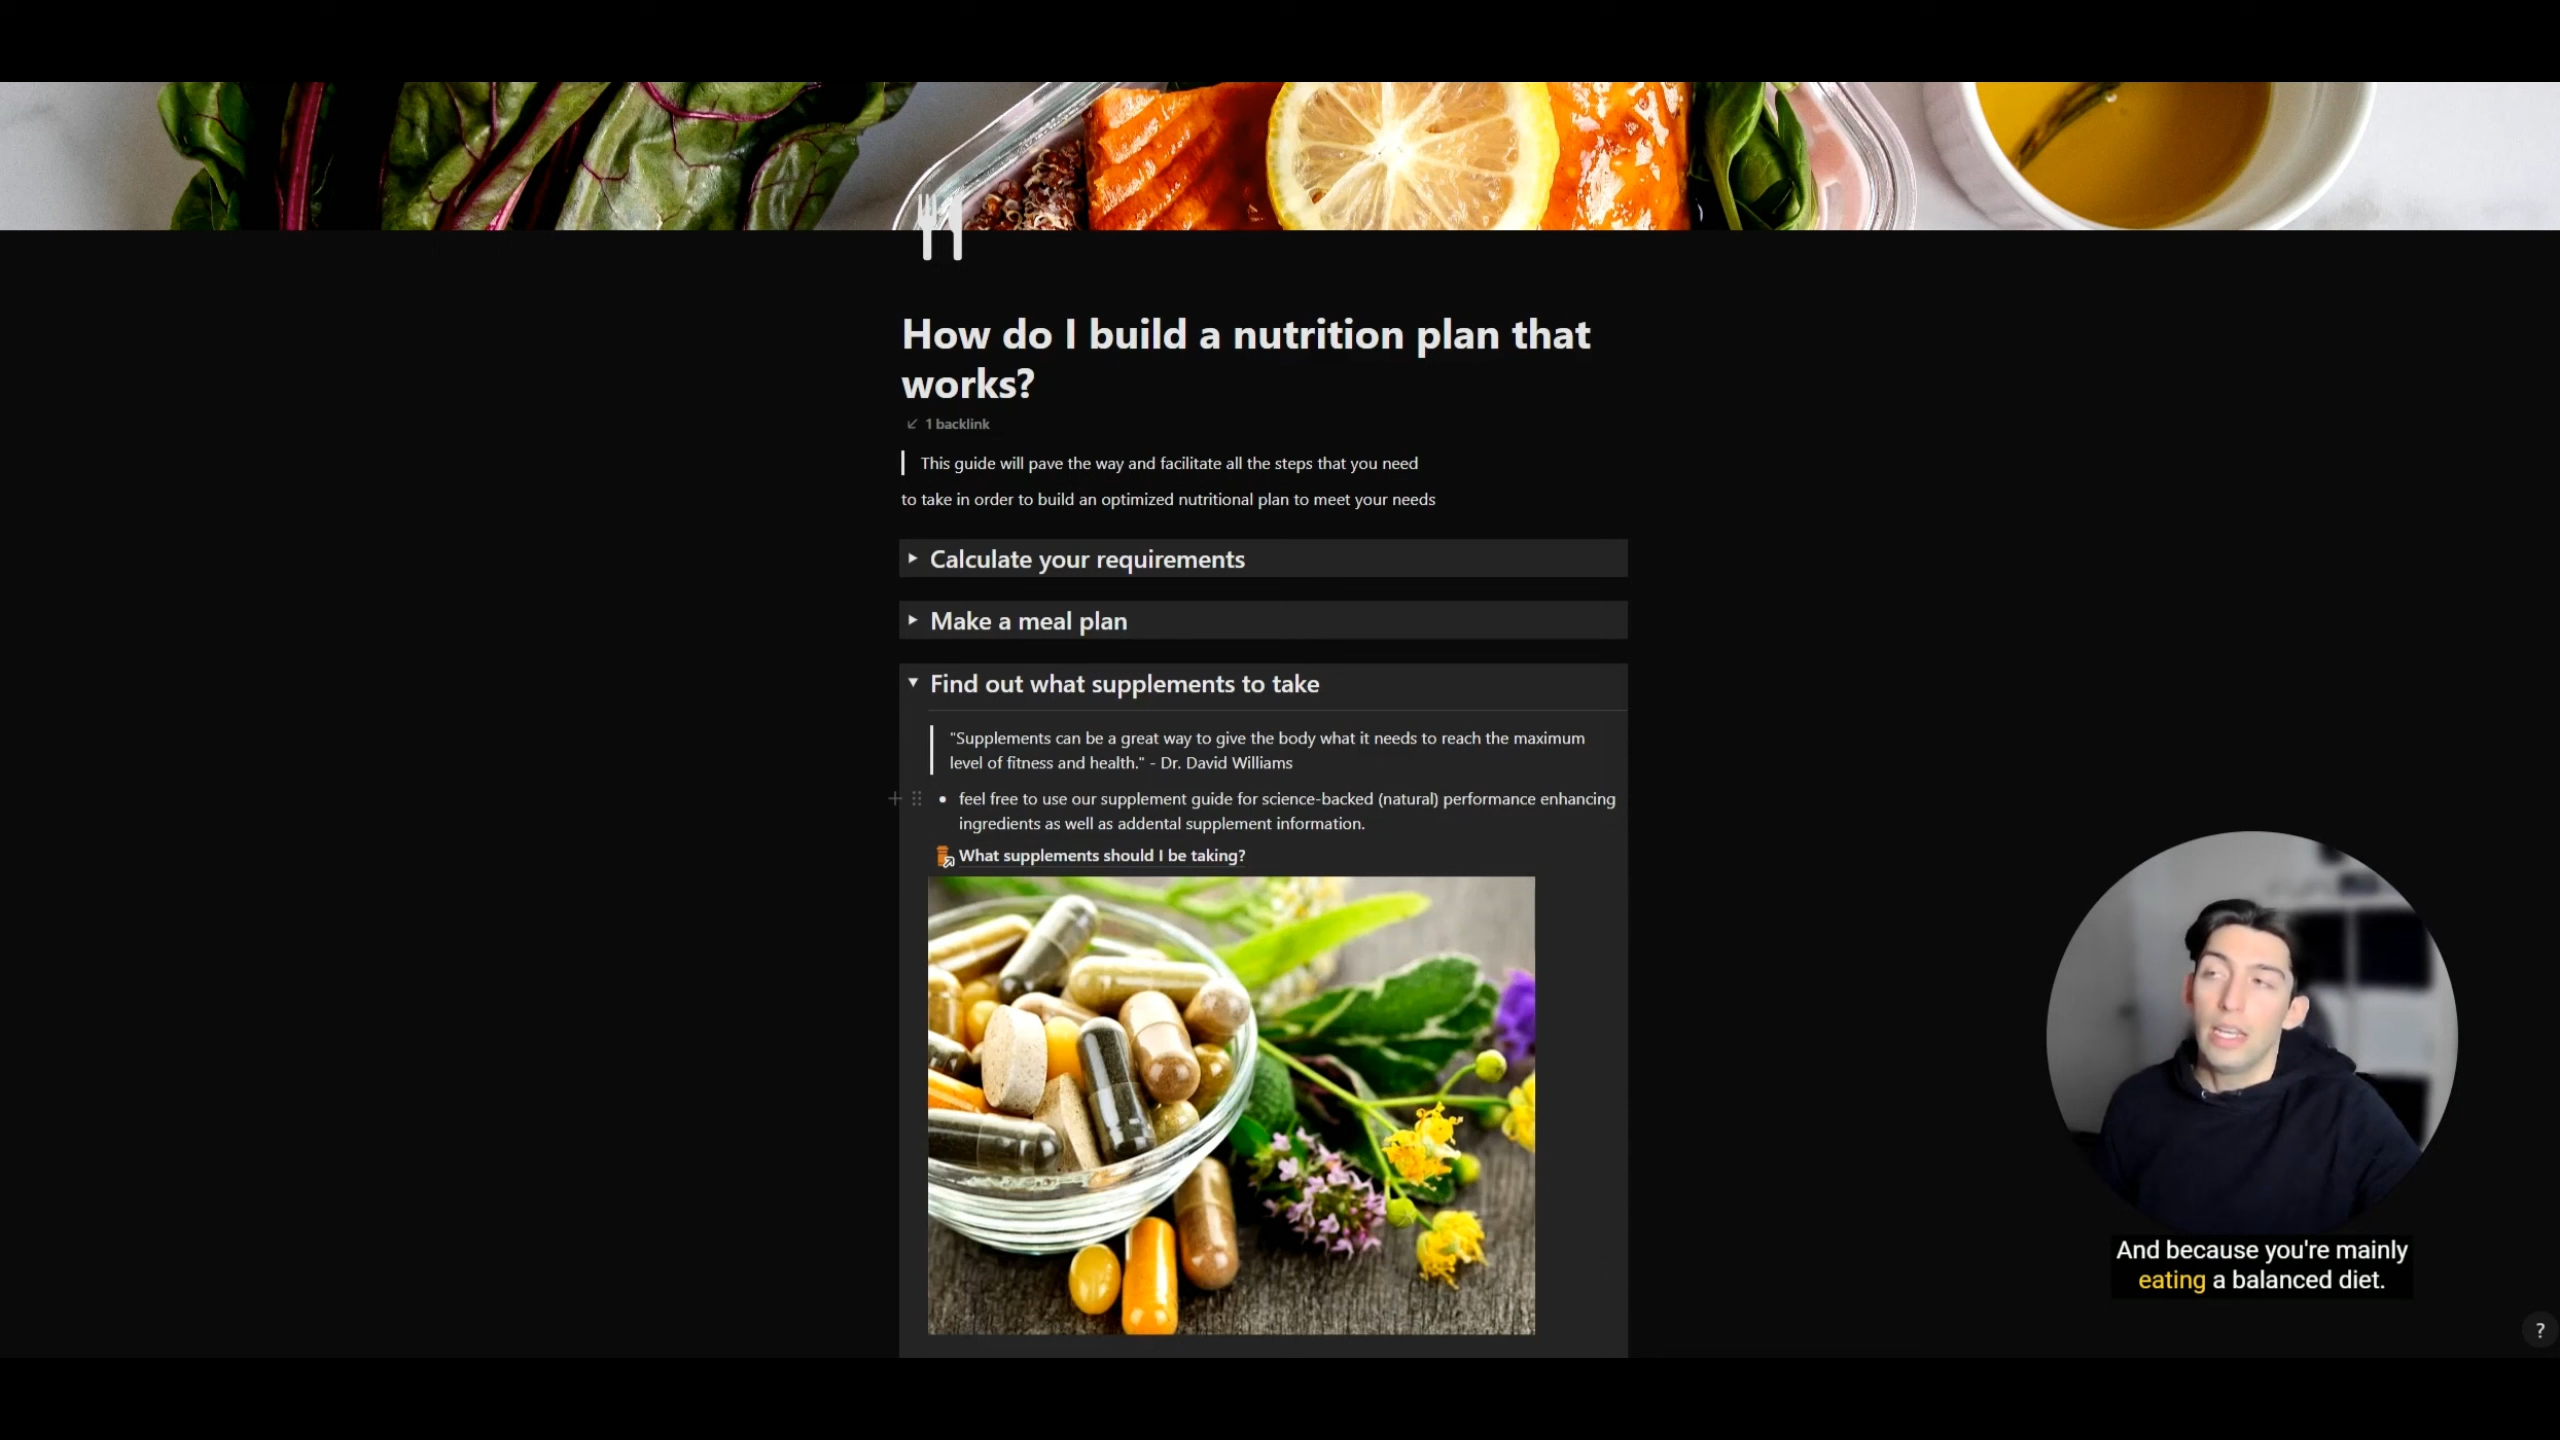 How do I build a nutrition plan that
works?
1 backlink
This guide will pave the way and facilitate all the steps that you need
to take in order to build an optimized nutritional plan to meet your needs
Calculate your requirements
Make a meal plan
Find out what supplements to take
"Supplements can be a great way to give the body what it needs to reach the maximum
level of fitness and health." - Dr. David Williams
feel free to use our supplement guide for science-backed (natural) performance enhancing
ingredients as well as addental supplement information.
What supplements should I be taking?
And because you're mainly
eating a balanced diet.
?